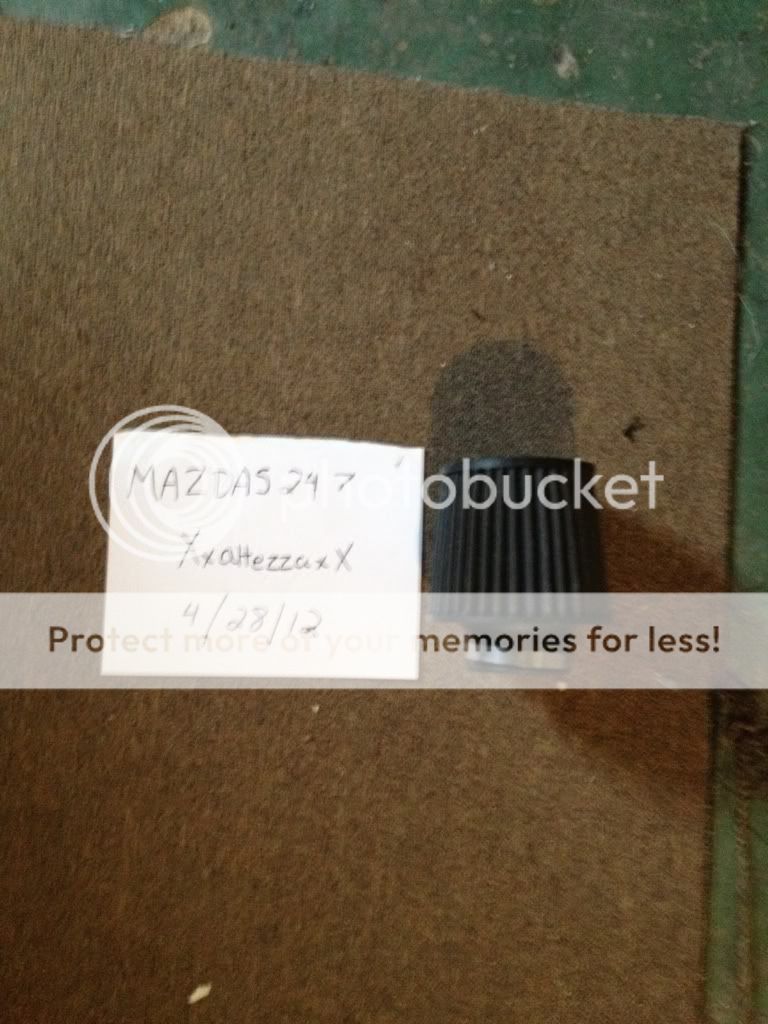 MAZDAS247
photobucket
XxaltezzaxX
4/28/12
Protect more of your memories for less!